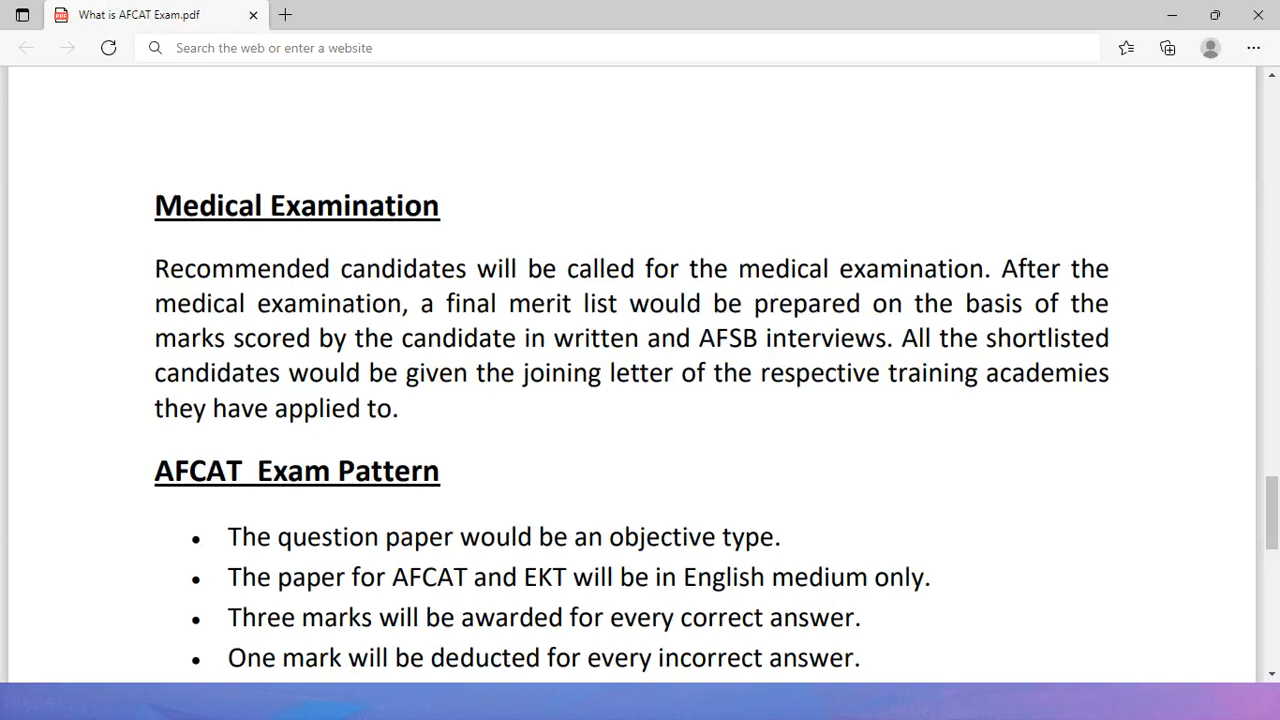 What is AFCAT Exam.pdf
Search the web or enter a website
Medical Examination
Recommended candidates will be called for the medical examination. After the
medical examination, a final merit list would be prepared on the basis of the
marks scored by the candidate in written and AFSB interviews. All the shortlisted
candidates would be given the joining letter of the respective training academies
they have applied to.
AFCAT  Exam Pattern
• The question paper would be an objective type.
• The paper for AFCAT and EKT will be in English medium only.
• Three marks will be awarded for every correct answer.
• One mark will be deducted for every incorrect answer.